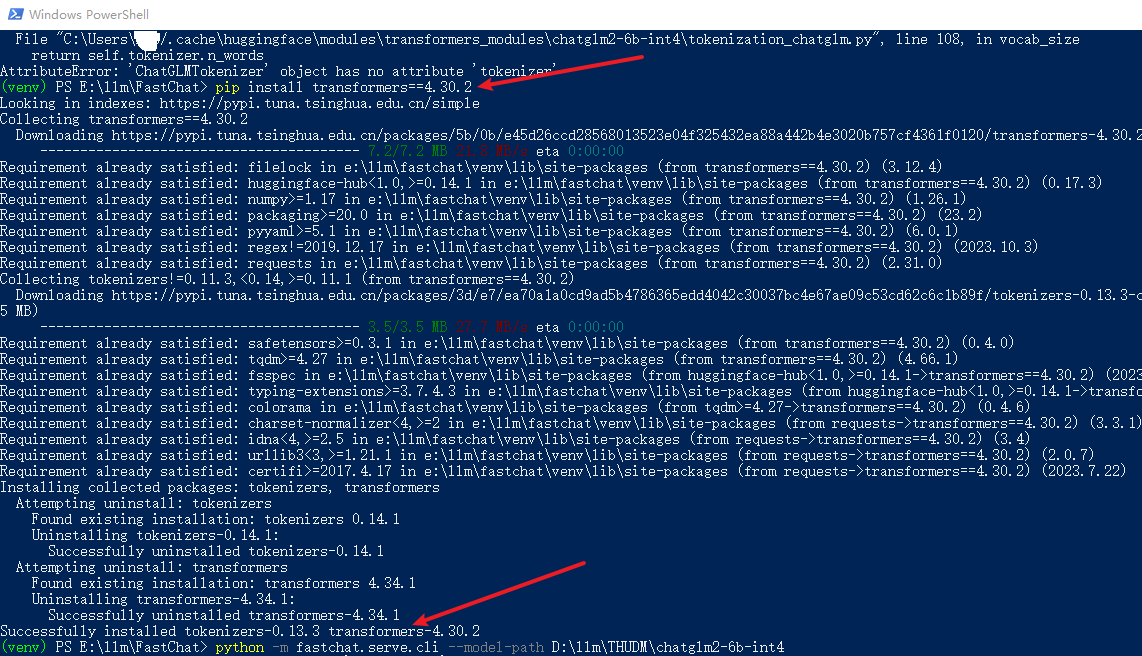 Windows PowerShell
File "C:\Users\ /.cache\huggingface\modules\transformers_modules\chatglm2-6b-int4\tokenization_chatglm.py", line 108, in vocab_size
return self.tokenizer.n_words
AttributeError: 'ChatGLMTokenizer' object has no attribute 'tokenizer'
(venv) PS E:\llm\FastChat> pip install transformers==4.30.2
Looking in indexes: https://pypi.tuna.tsinghua.edu.cn/simple
Collecting transformers==4.30.2
Downloading https://pypi.tuna.tsinghua.edu.cn/packages/5b/0b/e45d26ccd28568013523e04f325432ea88a442b4e3020b757cf4361f0120/transformers-4.30.2
---------------------------------------- 7.2/7.2 MB eta 0:00:00
Requirement already satisfied: filelock in e:\llm\fastchat\venv\lib\site-packages (from transformers==4.30.2) (3.12.4)
Requirement already satisfied: huggingface-hub<1.0,>=0.14.1 in e:\llm\fastchat\venv\lib\site-packages (from transformers==4.30.2) (0.17.3)
Requirement already satisfied: numpy>=1.17 in e:\llm\fastchat\venv\lib\site-packages (from transformers==4.30.2) (1.26.1)
Requirement already satisfied: packaging>=20.0 in e:\llm\fastchat\venv\lib\site-packages (from transformers==4.30.2) (23.2)
Requirement already satisfied: pyyaml>=5.1 in e:\llm\fastchat\venv\lib\site-packages (from transformers==4.30.2) (6.0.1)
Requirement already satisfied: regex!=2019.12.17 in e:\llm\fastchat\venv\lib\site-packages (from transformers==4.30.2) (2023.10.3)
Requirement already satisfied: requests in e:\llm\fastchat\venv\lib\site-packages (from transformers==4.30.2) (2.31.0)
Collecting tokenizers!=0.11.3,<0.14,>=0.11.1 (from transformers==4.30.2)
Downloading https://pypi.tuna.tsinghua.edu.cn/packages/3d/e7/ea70a1a0cd9ad5b4786365edd4042c30037bc4e67ae09c53cd62c6c1b89f/tokenizers-0.13.3-c
5 MB)
---------------------------------------- 3.5/3.5 MB eta 0:00:00
Requirement already satisfied: safetensors>=0.3.1 in e:\llm\fastchat\venv\lib\site-packages (from transformers==4.30.2) (0.4.0)
Requirement already satisfied: tqdm>=4.27 in e:\llm\fastchat\venv\lib\site-packages (from transformers==4.30.2) (4.66.1)
Requirement already satisfied: fsspec in e:\llm\fastchat\venv\lib\site-packages (from huggingface-hub<1.0,>=0.14.1->transformers==4.30.2) (2023
Requirement already satisfied: typing-extensions>=3.7.4.3 in e:\llm\fastchat\venv\lib\site-packages (from huggingface-hub<1.0,>=0.14.1->transfo
Requirement already satisfied: colorama in e:\llm\fastchat\venv\lib\site-packages (from tqdm>=4.27->transformers==4.30.2) (0.4.6)
Requirement already satisfied: charset-normalizer<4,>=2 in e:\llm\fastchat\venv\lib\site-packages (from requests->transformers==4.30.2) (3.3.1)
Requirement already satisfied: idna<4,>=2.5 in e:\llm\fastchat\venv\lib\site-packages (from requests->transformers==4.30.2) (3.4)
Requirement already satisfied: urllib3<3,>=1.21.1 in e:\llm\fastchat\venv\lib\site-packages (from requests->transformers==4.30.2) (2.0.7)
Requirement already satisfied: certifi>=2017.4.17 in e:\llm\fastchat\venv\lib\site-packages (from requests->transformers==4.30.2) (2023.7.22)
Installing collected packages: tokenizers, transformers
Attempting uninstall: tokenizers
Found existing installation: tokenizers 0.14.1
Uninstalling tokenizers-0.14.1:
Successfully uninstalled tokenizers-0.14.1
Attempting uninstall: transformers
Found existing installation: transformers 4.34.1
Uninstalling transformers-4.34.1:
Successfully uninstalled transformers-4.34.1
Successfully installed tokenizers-0.13.3 transformers-4.30.2
(venv) PS E:\llm\FastChat> python -m fastchat.serve.cli --model-path D:\llm\THUDM\chatglm2-6b-int4